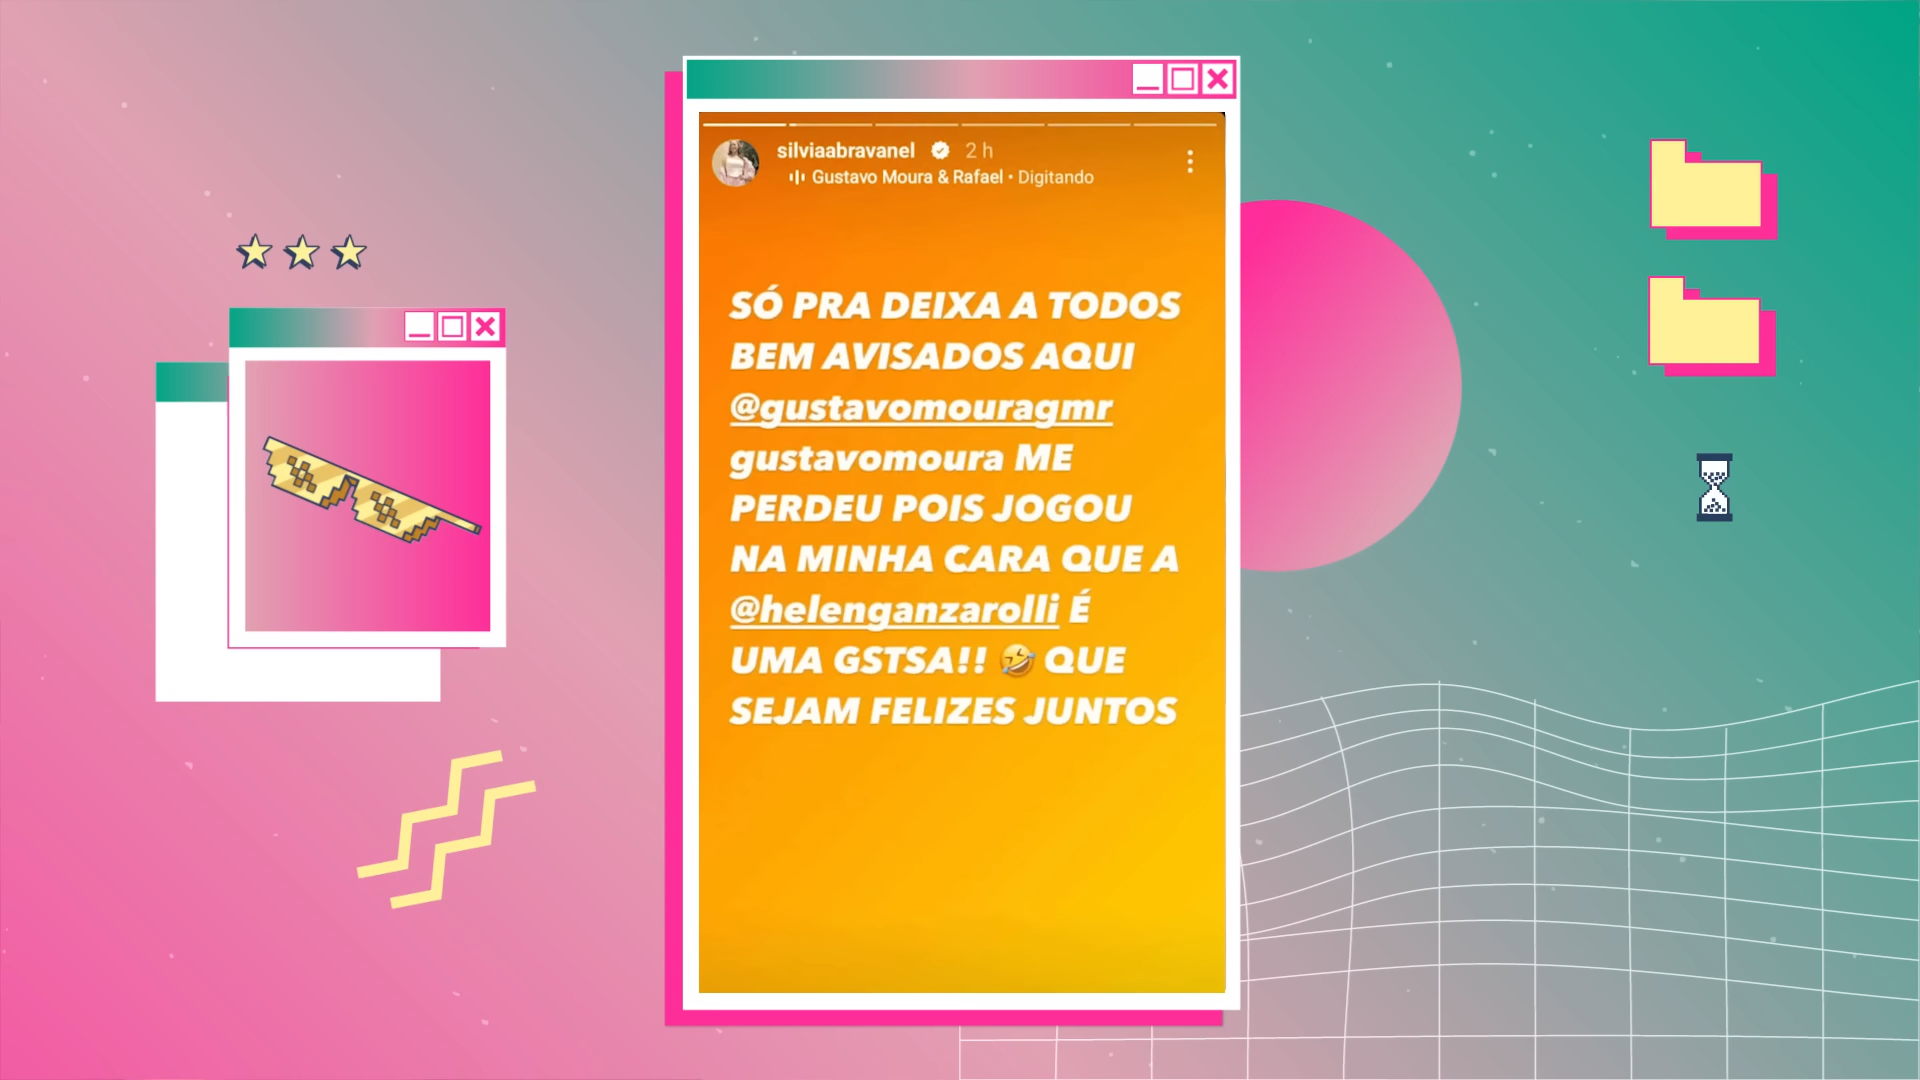 silviaabravanel 2 h
Gustavo Moura & Rafael • Digitando
SÓ PRA DEIXA A TODOS
BEM AVISADOS AQUI
@gustavomouragmr
gustavomoura ME
PERDEU POIS JOGOU
NA MINHA CARA QUE A
@helenganzarolli É
UMA GSTSA!! 🤣 QUE
SEJAM FELIZES JUNTOS